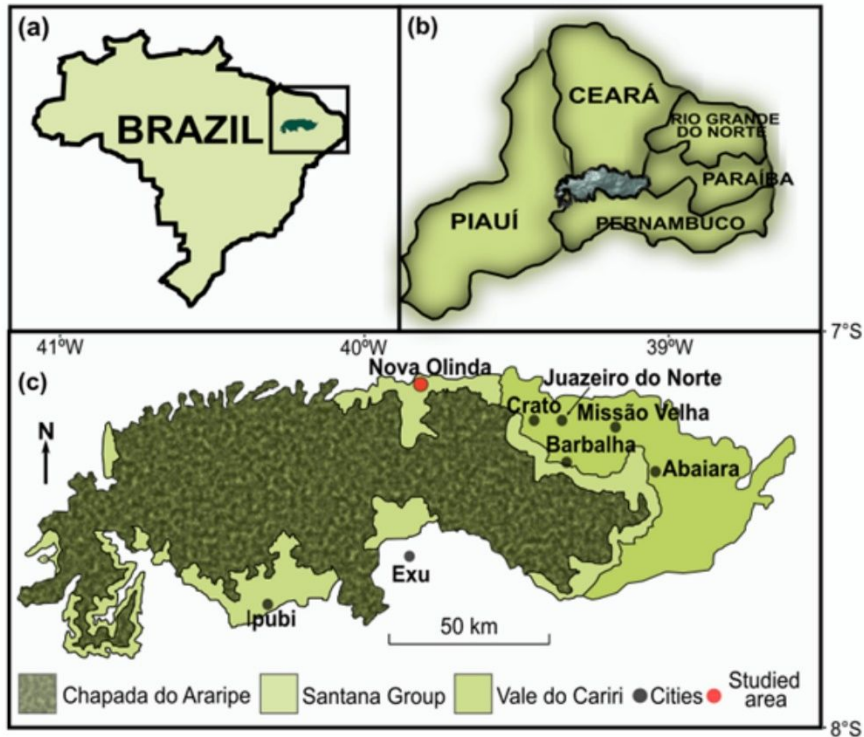 (a)
BRAZIL
(b)
CEARÁ
RIO GRANDE
DO NORTE
PARAÍBA
PIAUÍ
PERNAMBUCO
7°S
41°W
40°W
39°W
(c)
Nova Olinda
Juazeiro do Norte
Crato
Missão Velha
Barbalha
Abaiara
N
Exu
Ipubi
50 km
Chapada do Araripe
Santana Group
Vale do Cariri
Cities
Studied
area
8°S